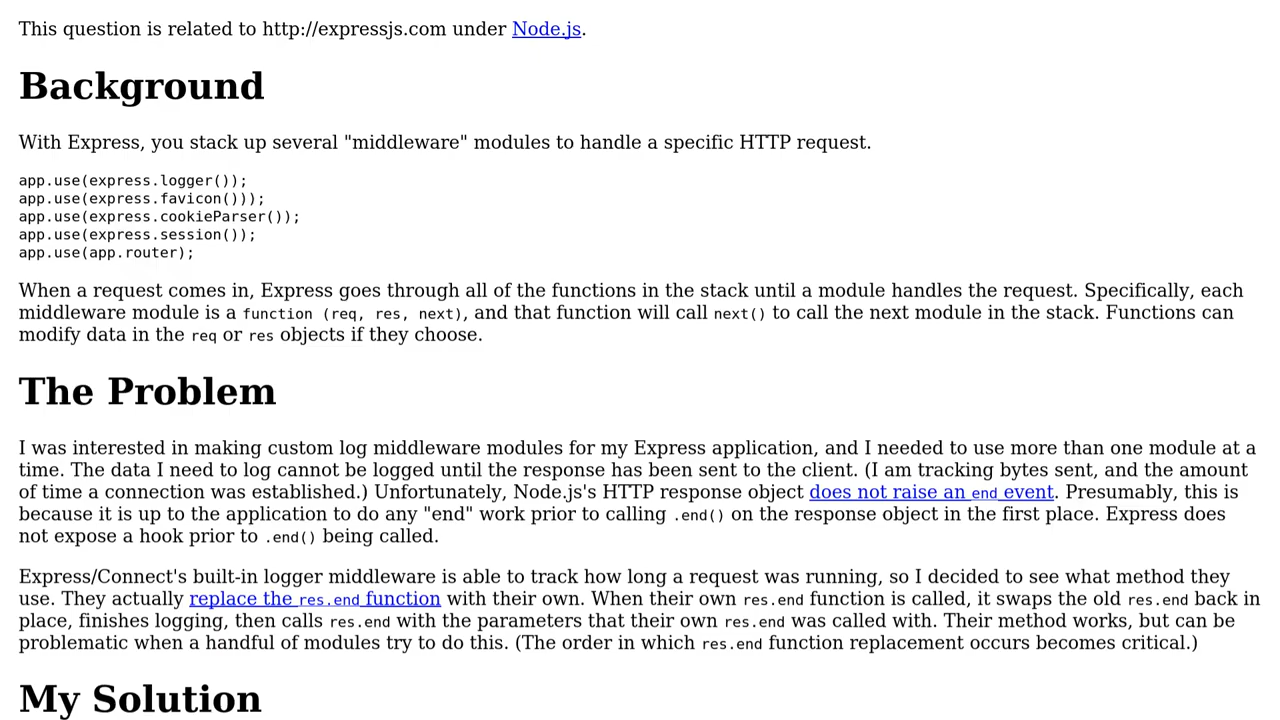 This question is related to http://expressjs.com under Node.js.
Background
With Express, you stack up several "middleware" modules to handle a specific HTTP request.
app.use(express.logger());
app.use(express.favicon()));
app.use(express.cookieParser());
app.use(express.session());
app.use(app.router);
When a request comes in, Express goes through all of the functions in the stack until a module handles the request. Specifically, each
middleware module is a function (req, res, next), and that function will call next() to call the next module in the stack. Functions can
modify data in the req or res objects if they choose.
The Problem
I was interested in making custom log middleware modules for my Express application, and I needed to use more than one module at a
time. The data I need to log cannot be logged until the response has been sent to the client. (I am tracking bytes sent, and the amount
of time a connection was established.) Unfortunately, Node.js's HTTP response object does not raise an end event. Presumably, this is
because it is up to the application to do any "end" work prior to calling .end() on the response object in the first place. Express does
not expose a hook prior to .end() being called.
Express/Connect's built-in logger middleware is able to track how long a request was running, so I decided to see what method they
use. They actually replace the res.end function with their own. When their own res.end function is called, it swaps the old res.end back in
place, finishes logging, then calls res.end with the parameters that their own res.end was called with. Their method works, but can be
problematic when a handful of modules try to do this. (The order in which res.end function replacement occurs becomes critical.)
My Solution